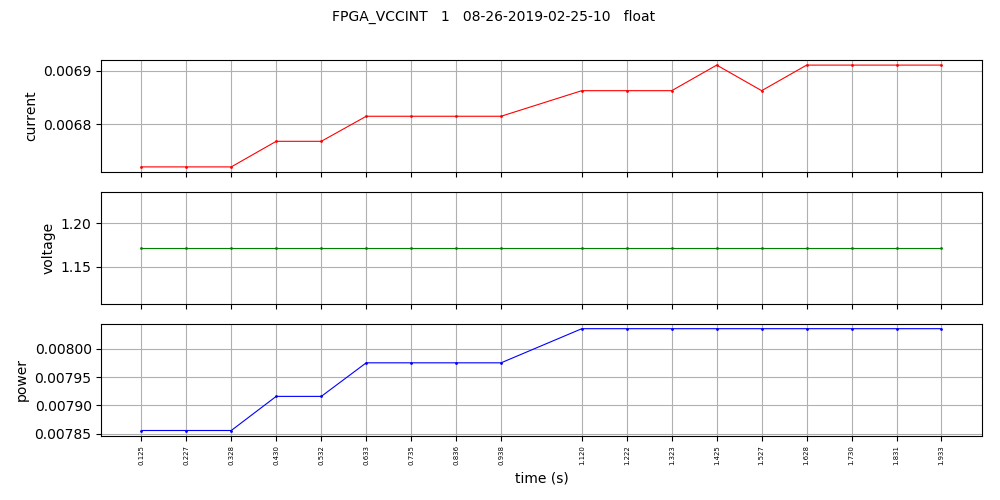 FPGA_VCCINT   1   08-26-2019-02-25-10   float
0.0069
0.0068
current
1.20
1.15
voltage
0.00800
0.00795
0.00790
0.00785
power
0.125 0.227 0.328 0.430 0.532 0.633 0.735 0.836 0.938 1.120 1.222 1.323 1.425 1.527 1.628 1.730 1.831 1.933
time (s)